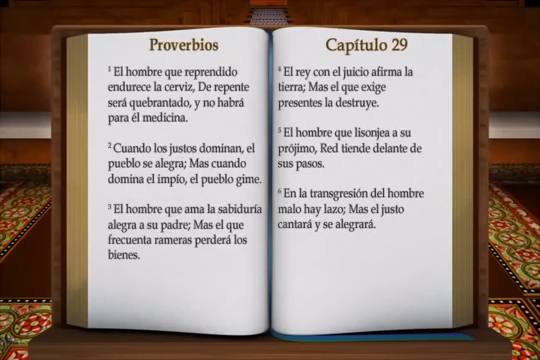 Proverbios
¹ El hombre que reprendido
endurece la cerviz, De repente
será quebrantado, y no habrá
para él medicina.
² Cuando los justos dominan, el
pueblo se alegra; Mas cuando
domina el impío, el pueblo gime.
³ El hombre que ama la sabiduría
alegra a su padre; Mas el que
frecuenta rameras perderá los
bienes.
Capítulo 29
⁴ El rey con el juicio afirma la
tierra; Mas el que exige
presentes la destruye.
⁵ El hombre que lisonjea a su
prójimo, Red tiende delante de
sus pasos.
⁶ En la transgresión del hombre
malo hay lazo; Mas el justo
cantará y se alegrará.